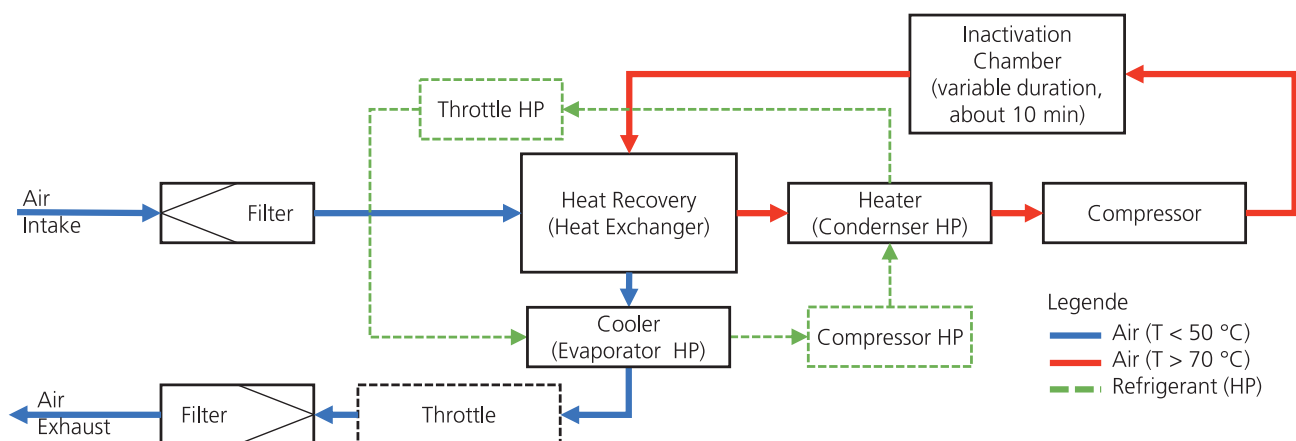 Inactivation
Chamber
(variable duration,
about 10 min)
Throttle HP
Air
Intake
Filter
Heat Recovery
(Heat Exchanger)
Heater
(Condernser HP)
Compressor
Cooler
(Evaporator HP)
Compressor HP
Legende
Air (T < 50 °C)
Air (T > 70 °C)
Refrigerant (HP)
Air
Exhaust
Filter
Throttle